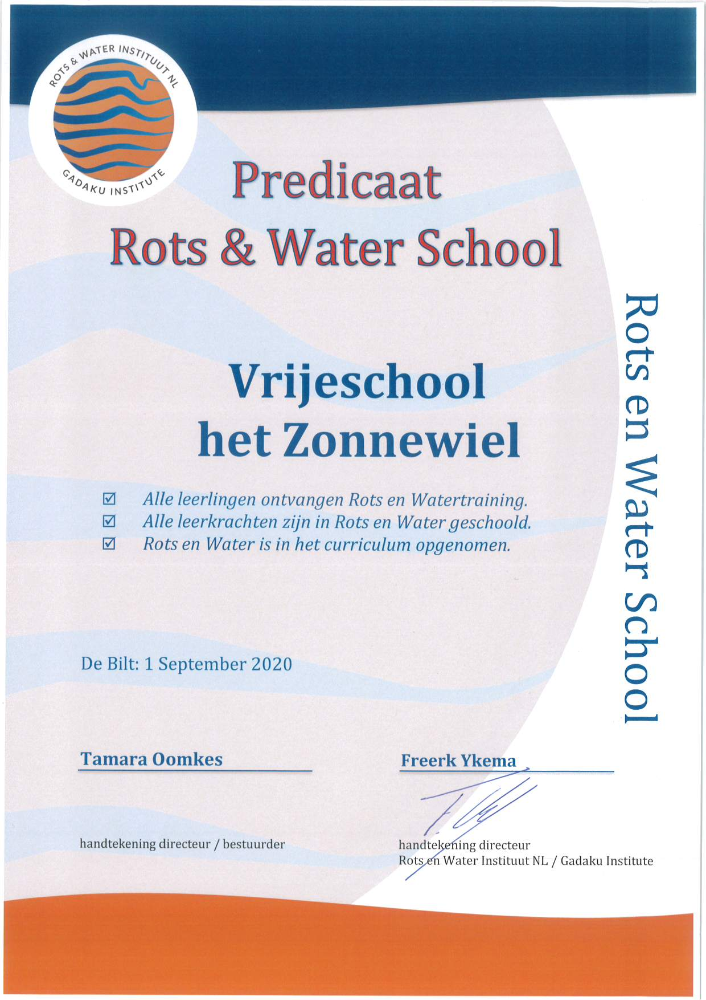 ROTS & WATER INSTITUUT NL
GADAKU INSTITUTE
Predicaat
Rots & Water School
Vrijeschool
het Zonnewiel
☑ Alle leerlingen ontvangen Rots en Watertraining.
☑ Alle leerkrachten zijn in Rots en Water geschoold.
☑ Rots en Water is in het curriculum opgenomen.
Rots en Water School
De Bilt: 1 September 2020
Tamara Oomkes
Freerk Ykema
handtekening directeur / bestuurder
handtekening directeur
Rots en Water Instituut NL / Gadaku Institute